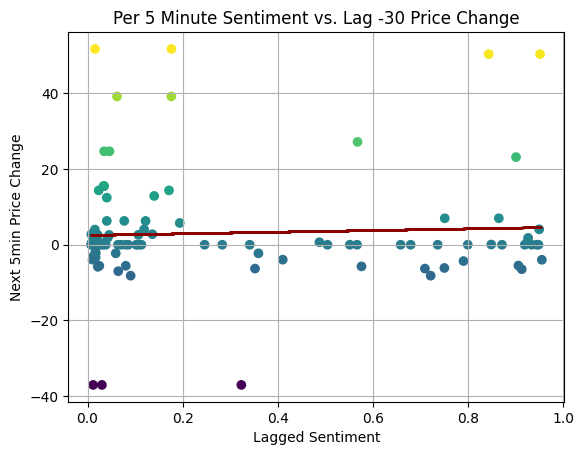 Per 5 Minute Sentiment vs. Lag -30 Price Change
Next 5min Price Change
40
20
0
−20
−40
0.0 0.2 0.4 0.6 0.8 1.0
Lagged Sentiment